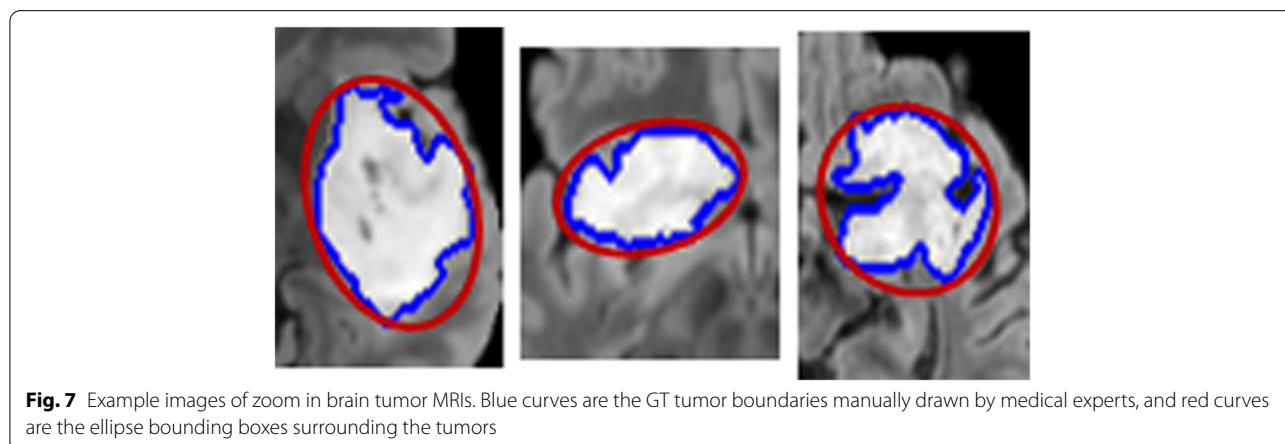 Fig. 7 Example images of zoom in brain tumor MRIs. Blue curves are the GT tumor boundaries manually drawn by medical experts, and red curves
are the ellipse bounding boxes surrounding the tumors